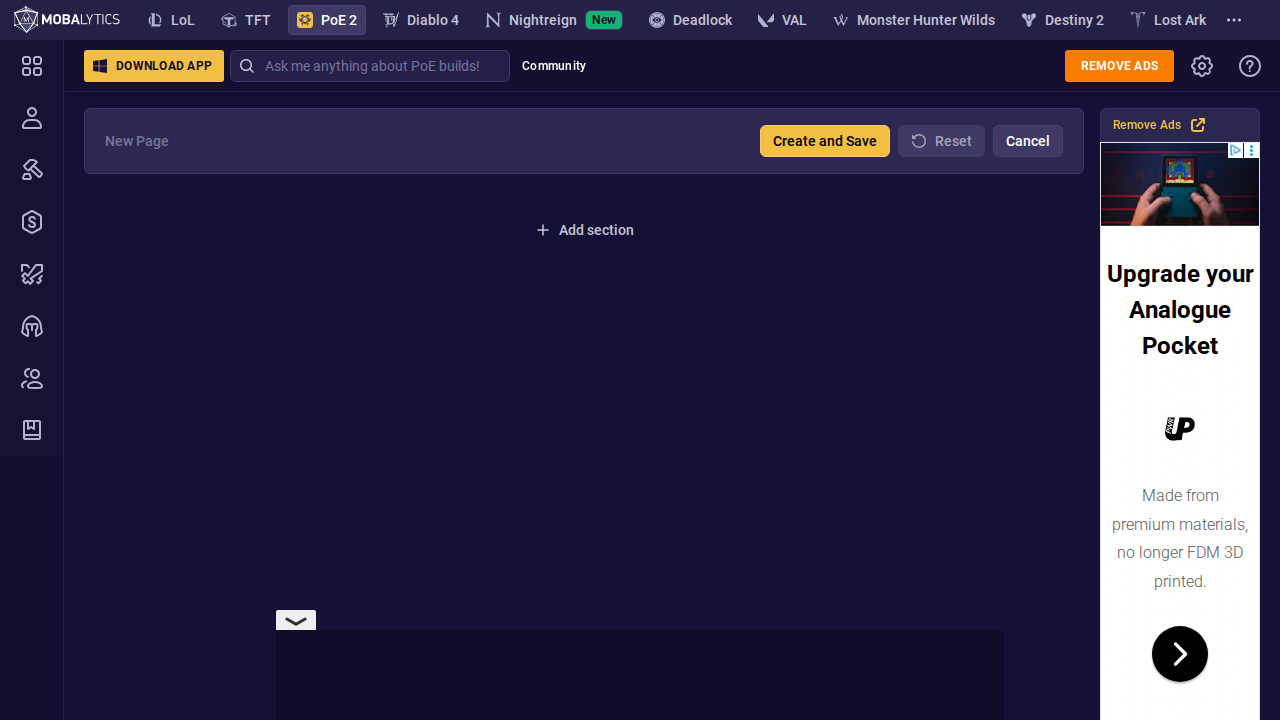 MOBALYTICS
LoL
TFT
PoE 2
Diablo 4
Nightreign
New
Deadlock
VAL
Monster Hunter Wilds
Destiny 2
Lost Ark
DOWNLOAD APP
Ask me anything about PoE builds!
Community
REMOVE ADS
New Page
Create and Save
Reset
Cancel
Remove Ads
Add section
Upgrade your
Analogue
Pocket
Made from
premium materials,
no longer FDM 3D
printed.